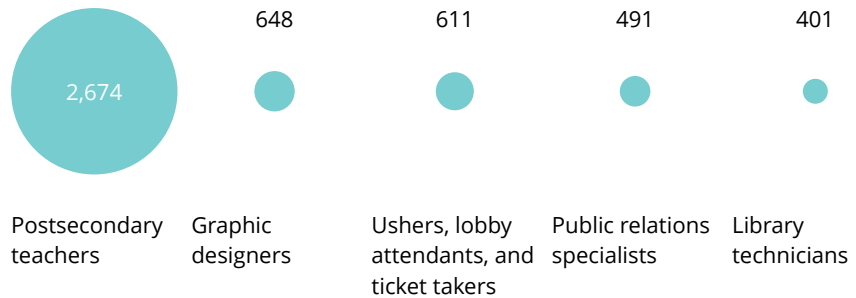 648
611
491
401
2,674
Postsecondary
teachers
Graphic
designers
Ushers, lobby
attendants, and
ticket takers
Public relations
specialists
Library
technicians